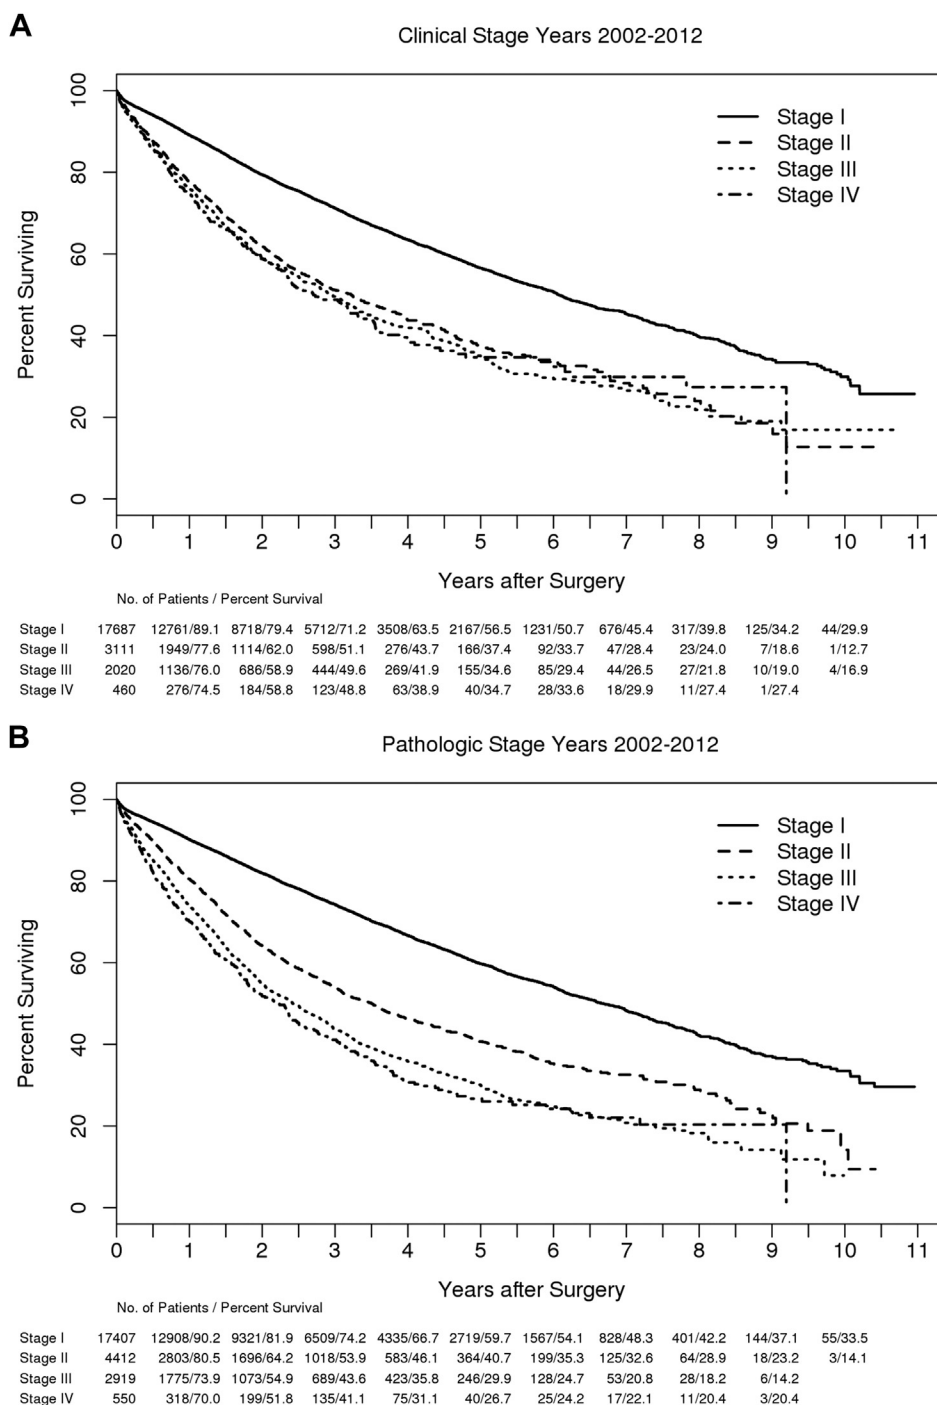 A
Clinical Stage Years 2002-2012
Percent Surviving
100
80
60
40
20
0
Stage I
Stage II
Stage III
Stage IV
0 1 2 3 4 5 6 7 8 9 10 11
Years after Surgery
No. of Patients / Percent Survival
Stage I 17687 12761/89.1 8718/79.4 5712/71.2 3508/63.5 2167/56.5 1231/50.7 676/45.4 317/39.8 125/34.2 44/29.9
Stage II 3111 1949/77.6 1114/62.0 598/51.1 276/43.7 166/37.4 92/33.7 47/28.4 23/24.0 7/18.6 1/12.7
Stage III 2020 1136/76.0 686/58.9 444/49.6 269/41.9 155/34.6 85/29.4 44/26.5 27/21.8 10/19.0 4/16.9
Stage IV 460 276/74.5 184/58.8 123/48.8 63/38.9 40/34.7 28/33.6 18/29.9 11/27.4 1/27.4
B
Pathologic Stage Years 2002-2012
Percent Surviving
100
80
60
40
20
0
Stage I
Stage II
Stage III
Stage IV
0 1 2 3 4 5 6 7 8 9 10 11
Years after Surgery
No. of Patients / Percent Survival
Stage I 17407 12908/90.2 9321/81.9 6509/74.2 4335/66.7 2719/59.7 1567/54.1 828/48.3 401/42.2 144/37.1 55/33.5
Stage II 4412 2803/80.5 1696/64.2 1018/53.9 583/46.1 364/40.7 199/35.3 125/32.6 64/28.9 18/23.2 3/14.1
Stage III 2919 1775/73.9 1073/54.9 689/43.6 423/35.8 246/29.9 128/24.7 53/20.8 28/18.2 6/14.2
Stage IV 550 318/70.0 199/51.8 135/41.1 75/31.1 40/26.7 25/24.2 17/22.1 11/20.4 3/20.4